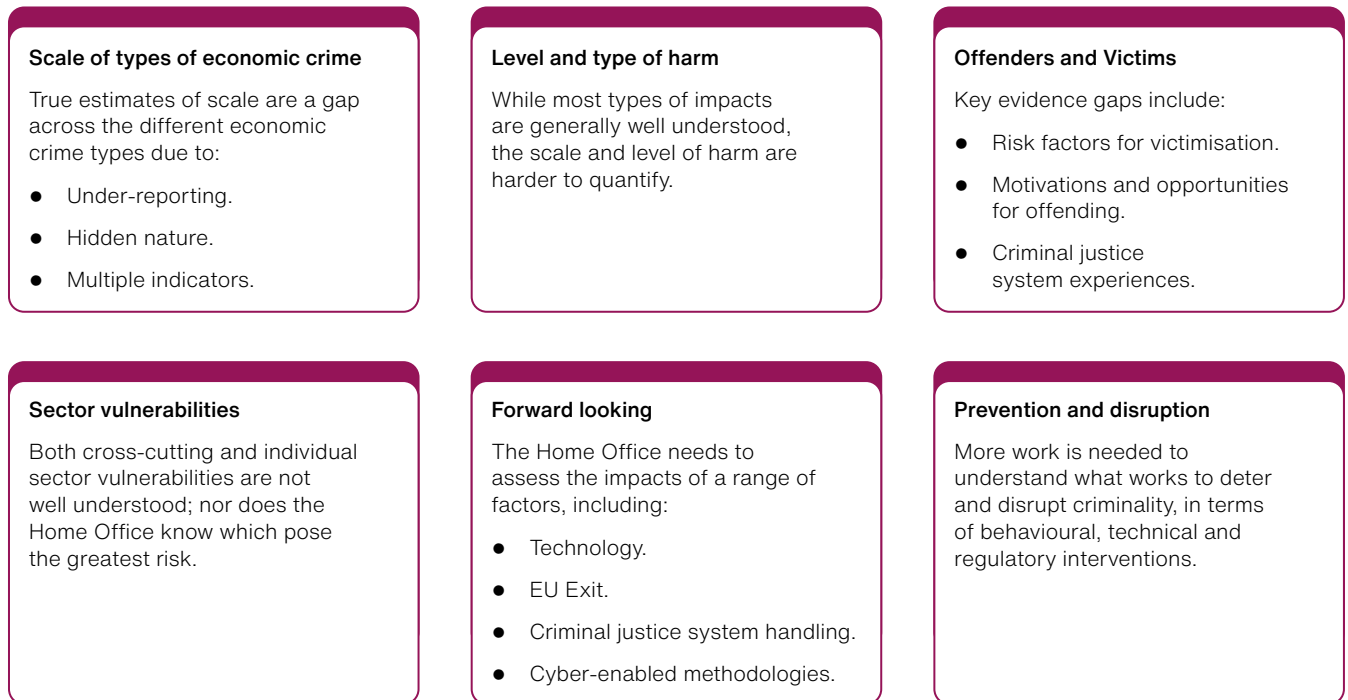 Scale of types of economic crime
True estimates of scale are a gap
across the different economic
crime types due to:
● Under-reporting.
● Hidden nature.
● Multiple indicators.
Level and type of harm
While most types of impacts
are generally well understood,
the scale and level of harm are
harder to quantify.
Offenders and Victims
Key evidence gaps include:
● Risk factors for victimisation.
● Motivations and opportunities
for offending.
● Criminal justice
system experiences.
Sector vulnerabilities
Both cross-cutting and individual
sector vulnerabilities are not
well understood; nor does the
Home Office know which pose
the greatest risk.
Forward looking
The Home Office needs to
assess the impacts of a range of
factors, including:
● Technology.
● EU Exit.
● Criminal justice system handling.
● Cyber-enabled methodologies.
Prevention and disruption
More work is needed to
understand what works to deter
and disrupt criminality, in terms
of behavioural, technical and
regulatory interventions.